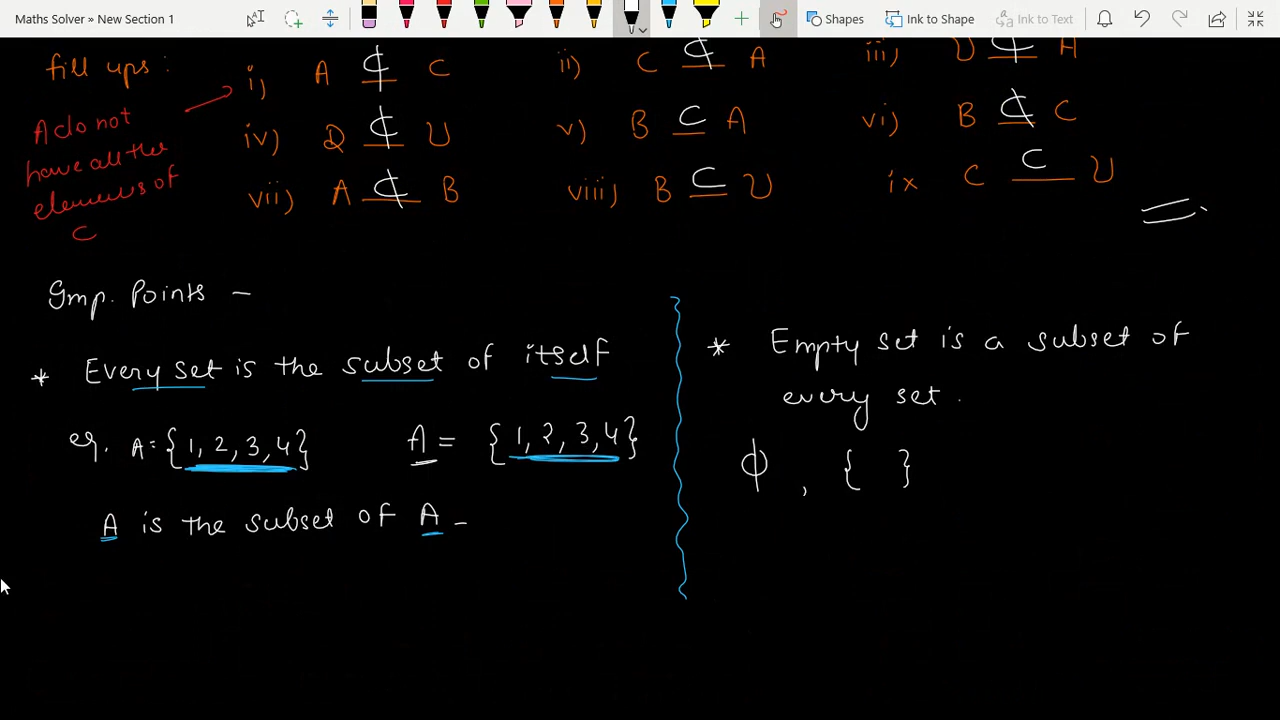 Maths Solver » New Section 1
Shapes
Ink to Shape
Ink to Text
fill ups :
i) A ⊄ C
ii) C ⊄ A
iii) U ⊄ A
A do not
have all the
elements of
C
iv) Q ⊄ U
v) B ⊂ A
vi) B ⊄ C
vii) A ⊄ B
viii) B ⊂ U
ix C ⊂ U
Imp. Points -
* Every set is the subset of itself
eg. A = {1, 2, 3, 4} A = {1, 2, 3, 4}
A is the subset of A -
* Empty set is a subset of
every set .
ϕ , { }